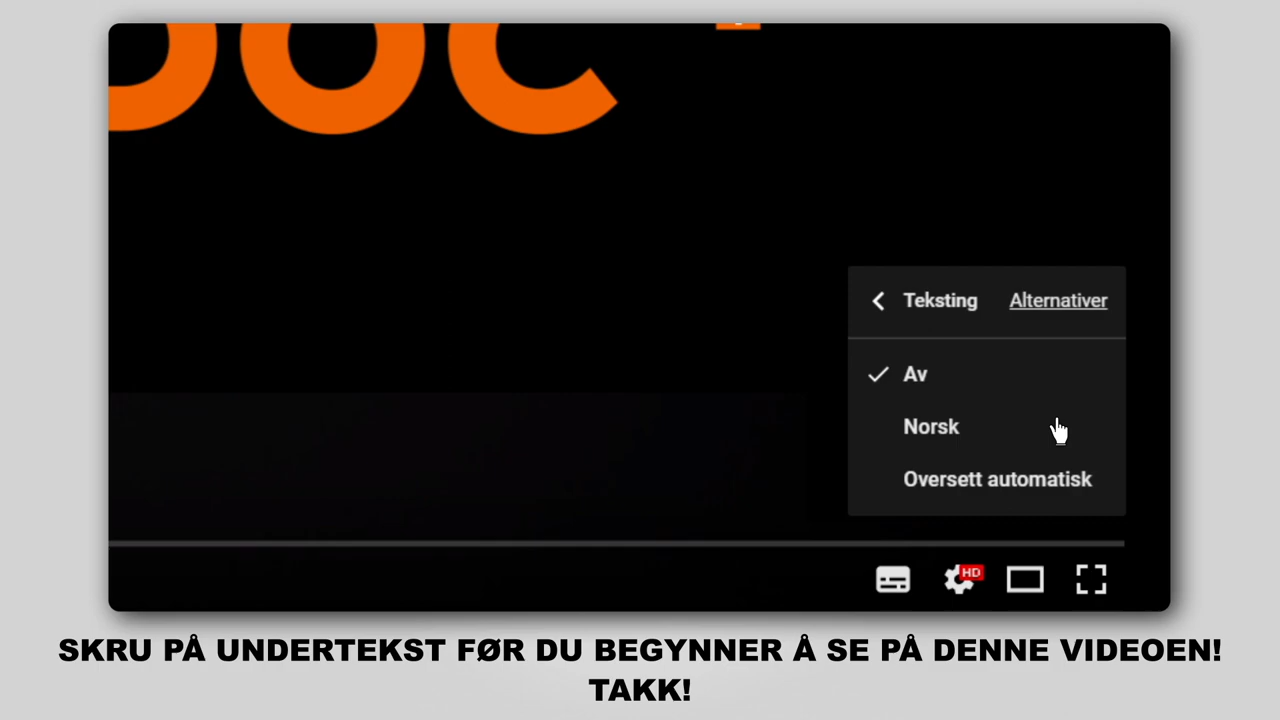 Teksting Alternativer
Av
Norsk
Oversett automatisk
HD
SKRU PÅ UNDERTEKST FØR DU BEGYNNER Å SE PÅ DENNE VIDEOEN!
TAKK!